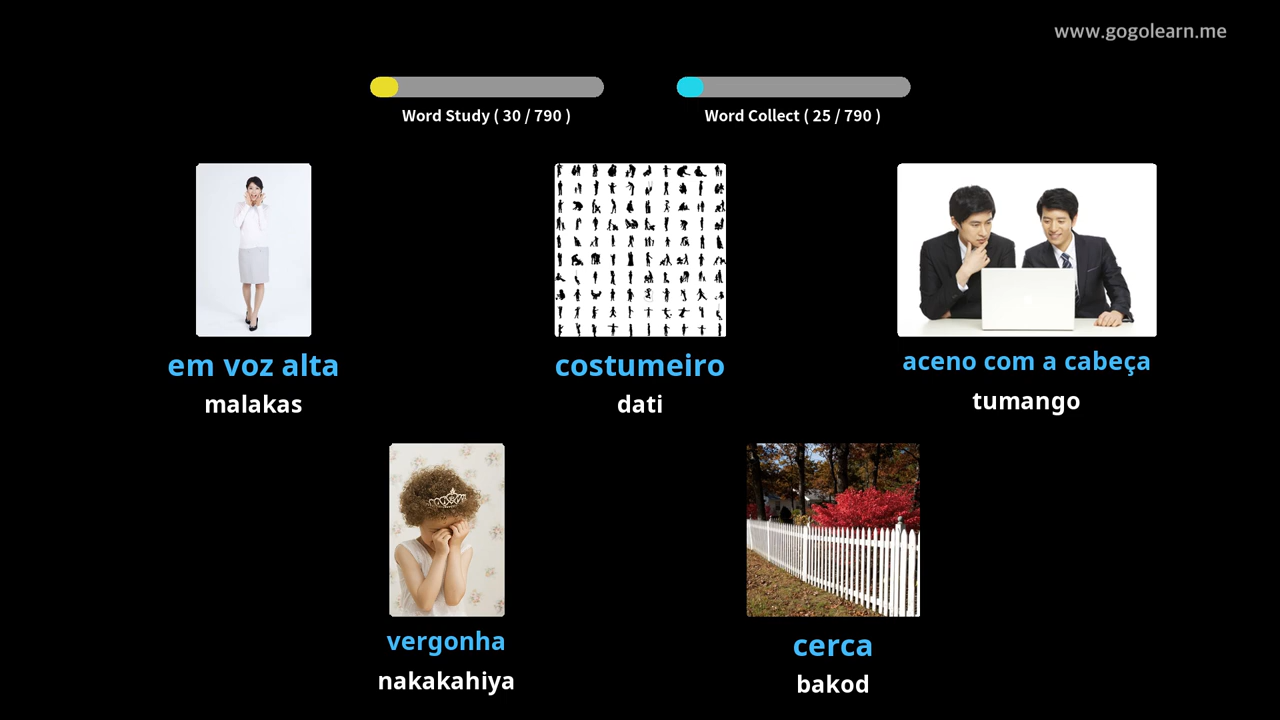 www.gogolearn.me
Word Study ( 30 / 790 )
Word Collect ( 25 / 790 )
em voz alta
malakas
costumeiro
dati
aceno com a cabeça
tumango
vergonha
nakakahiya
cerca
bakod